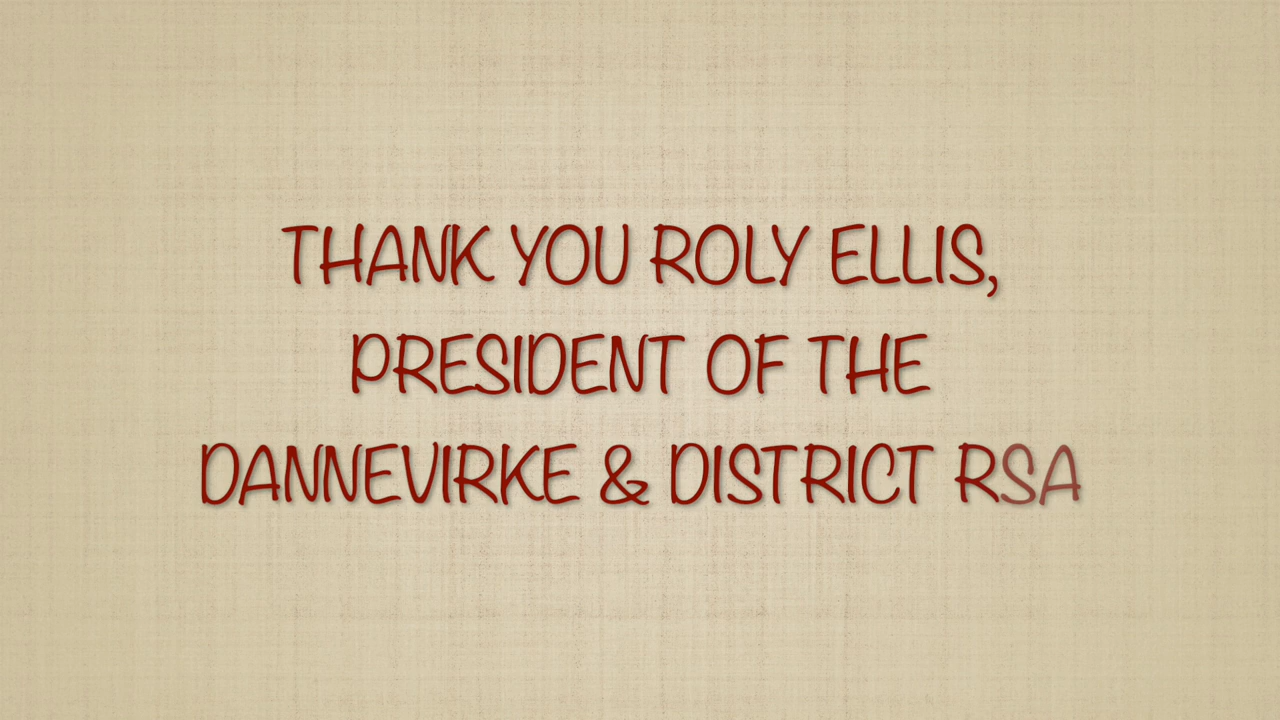 THANK YOU ROLY ELLIS,
PRESIDENT OF THE
DANNEVIRKE & DISTRICT RSA